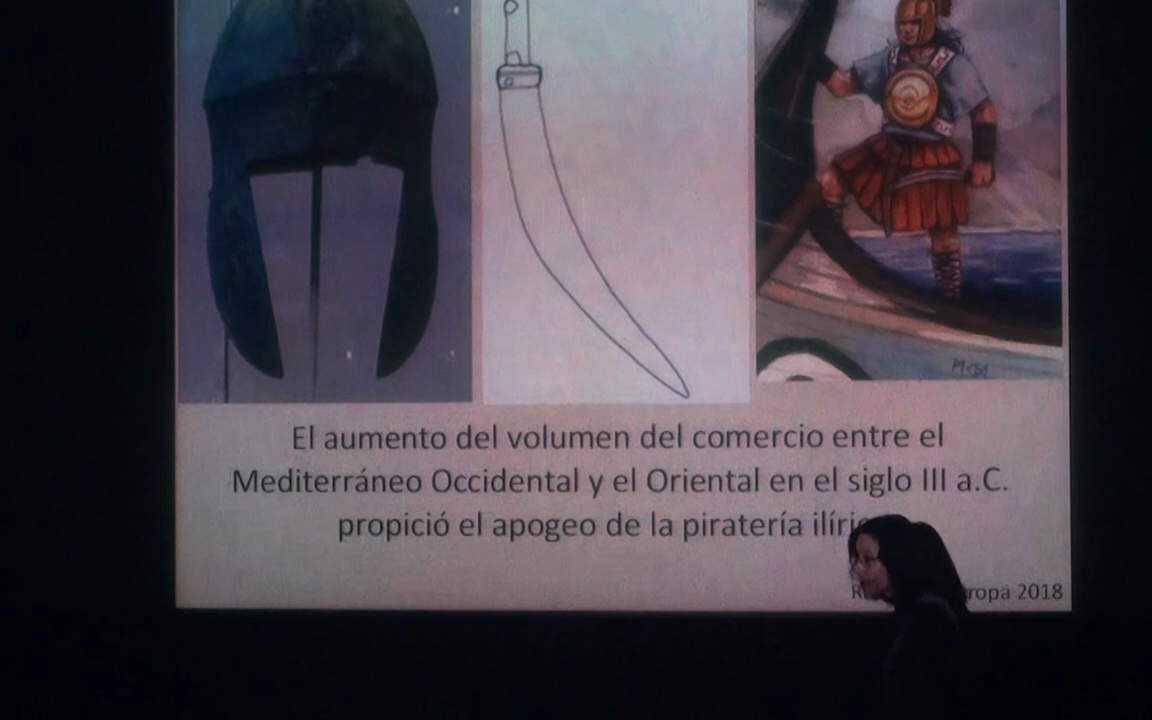 El aumento del volumen del comercio entre el
Mediterráneo Occidental y el Oriental en el siglo III a.C.
propició el apogeo de la piratería
2018